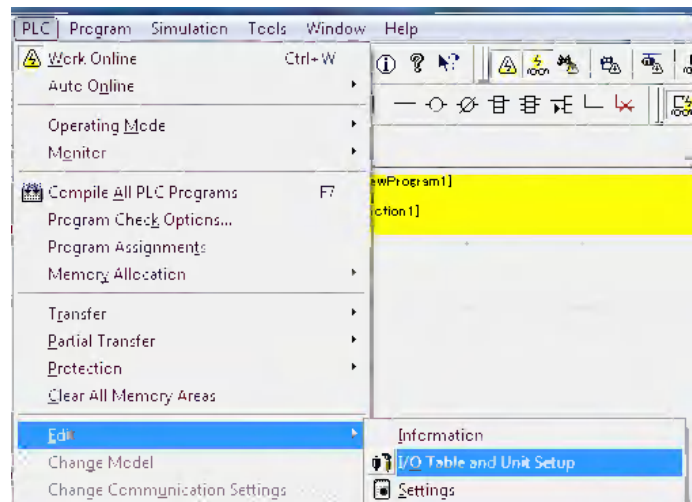 PLC Program Simulation Tools Window Help
Work Online Ctrl+W
Auto Online
Operating Mode
Monitor
ewProgram1]
Compile All PLC Programs F7
ction1]
Program Check Options...
Program Assignments
Memory Allocation
Transfer
Partial Transfer
Protection
Clear All Memory Areas
Edit
Information
Change Model
I/O Table and Unit Setup
Change Communication Settings
Settings